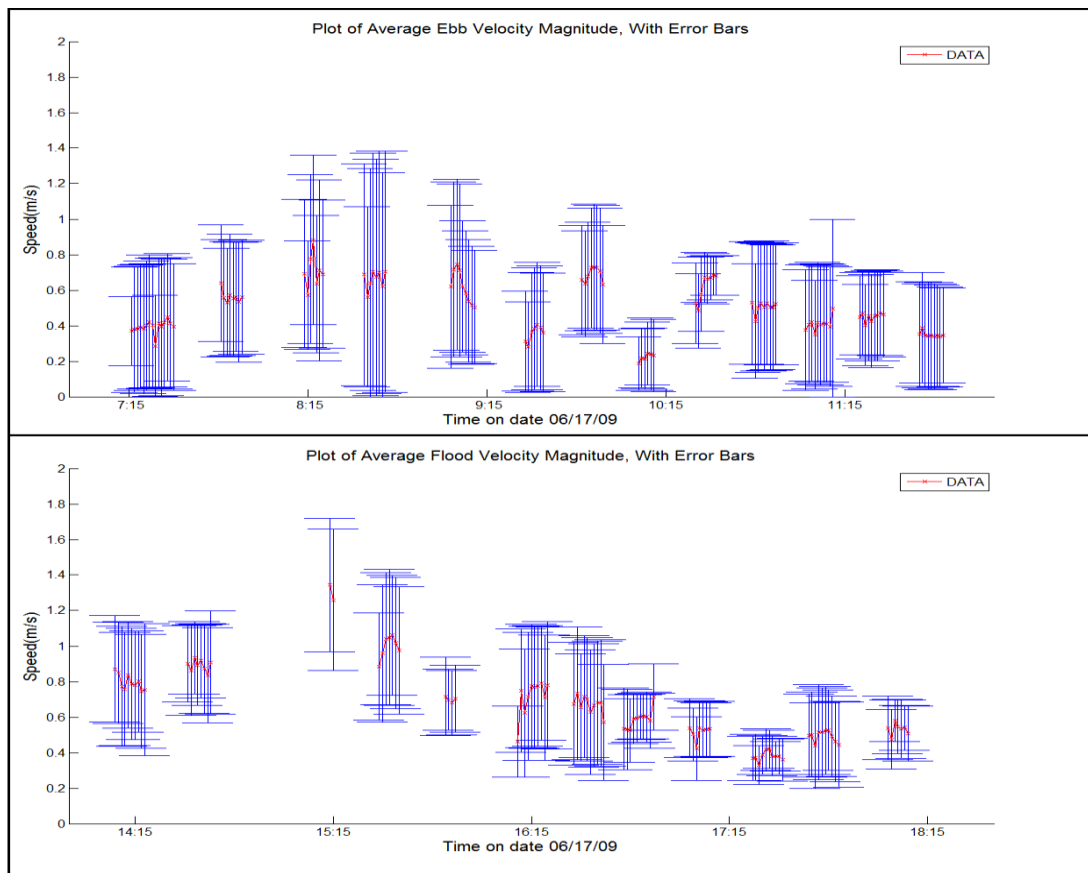 Plot of Average Ebb Velocity Magnitude, With Error Bars
DATA
Speed(m/s)
2
1.8
1.6
1.4
1.2
1
0.8
0.6
0.4
0.2
0
7:15 8:15 9:15 10:15 11:15
Time on date 06/17/09
Plot of Average Flood Velocity Magnitude, With Error Bars
DATA
Speed(m/s)
2
1.8
1.6
1.4
1.2
1
0.8
0.6
0.4
0.2
0
14:15 15:15 16:15 17:15 18:15
Time on date 06/17/09